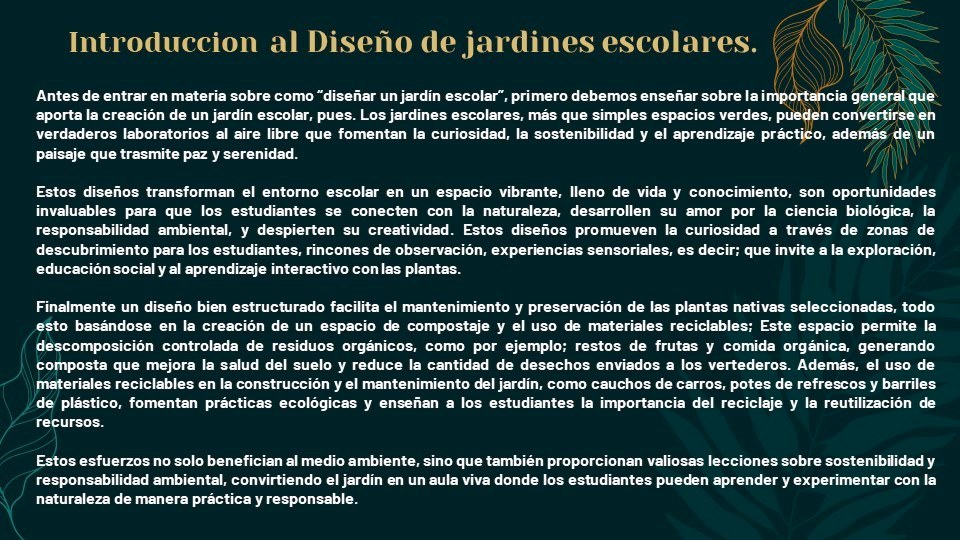 Introduccion al Diseño de jardines escolares.
Antes de entrar en materia sobre como “diseñar un jardín escolar”, primero debemos enseñar sobre la importancia general que
aporta la creación de un jardín escolar, pues. Los jardines escolares, más que simples espacios verdes, pueden convertirse en
verdaderos laboratorios al aire libre que fomentan la curiosidad, la sostenibilidad y el aprendizaje práctico, además de un
paisaje que trasmite paz y serenidad.
Estos diseños transforman el entorno escolar en un espacio vibrante, lleno de vida y conocimiento, son oportunidades
invaluables para que los estudiantes se conecten con la naturaleza, desarrollen su amor por la ciencia biológica, la
responsabilidad ambiental, y despierten su creatividad. Estos diseños promueven la curiosidad a través de zonas de
descubrimiento para los estudiantes, rincones de observación, experiencias sensoriales, es decir; que invite a la exploración,
educación social y al aprendizaje interactivo con las plantas.
Finalmente un diseño bien estructurado facilita el mantenimiento y preservación de las plantas nativas seleccionadas, todo
esto basándose en la creación de un espacio de compostaje y el uso de materiales reciclables; Este espacio permite la
descomposición controlada de residuos orgánicos, como por ejemplo; restos de frutas y comida orgánica, generando
composta que mejora la salud del suelo y reduce la cantidad de desechos enviados a los vertederos. Además, el uso de
materiales reciclables en la construcción y el mantenimiento del jardín, como cauchos de carros, potes de refrescos y barriles
de plástico, fomentan prácticas ecológicas y enseñan a los estudiantes la importancia del reciclaje y la reutilización de
recursos.
Estos esfuerzos no solo benefician al medio ambiente, sino que también proporcionan valiosas lecciones sobre sostenibilidad y
responsabilidad ambiental, convirtiendo el jardín en un aula viva donde los estudiantes pueden aprender y experimentar con la
naturaleza de manera práctica y responsable.